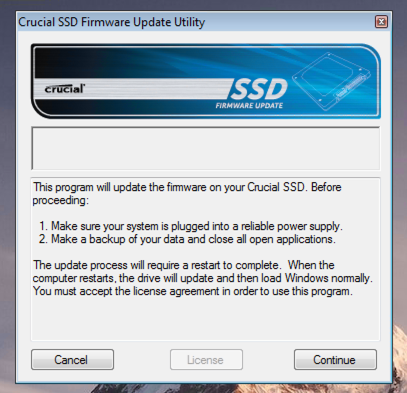 Crucial SSD Firmware Update Utility
crucial
SSD
FIRMWARE UPDATE
This program will update the firmware on your Crucial SSD. Before
proceeding:
1. Make sure your system is plugged into a reliable power supply.
2. Make a backup of your data and close all open applications.
The update process will require a restart to complete. When the
computer restarts, the drive will update and then load Windows normally.
You must accept the license agreement in order to use this program.
Cancel
License
Continue